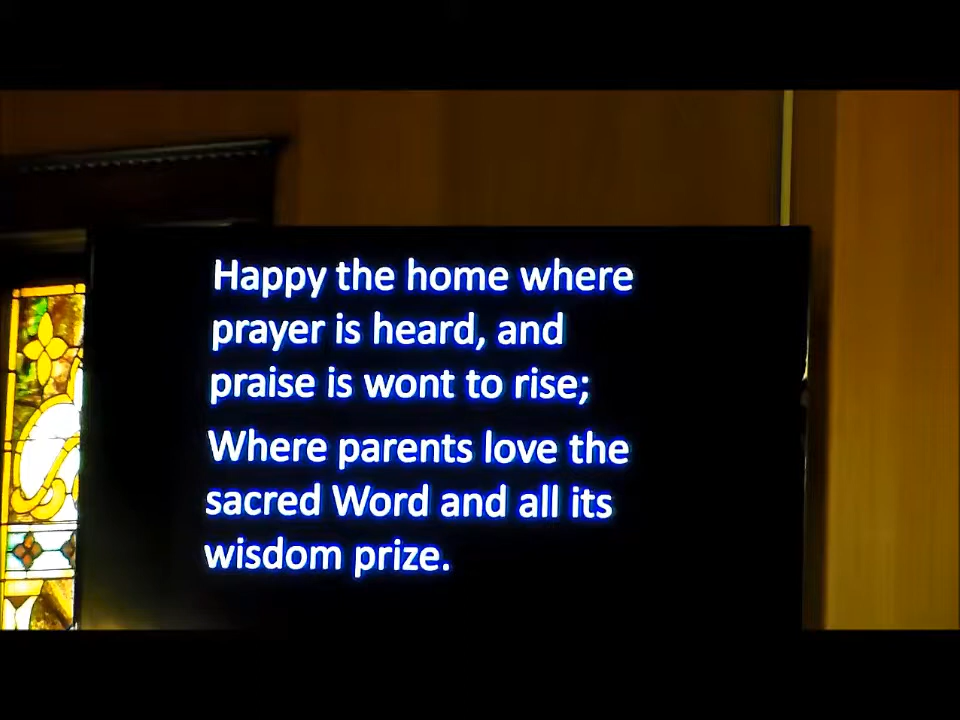 Happy the home where
prayer is heard, and
praise is wont to rise;
Where parents love the
sacred Word and all its
wisdom prize.